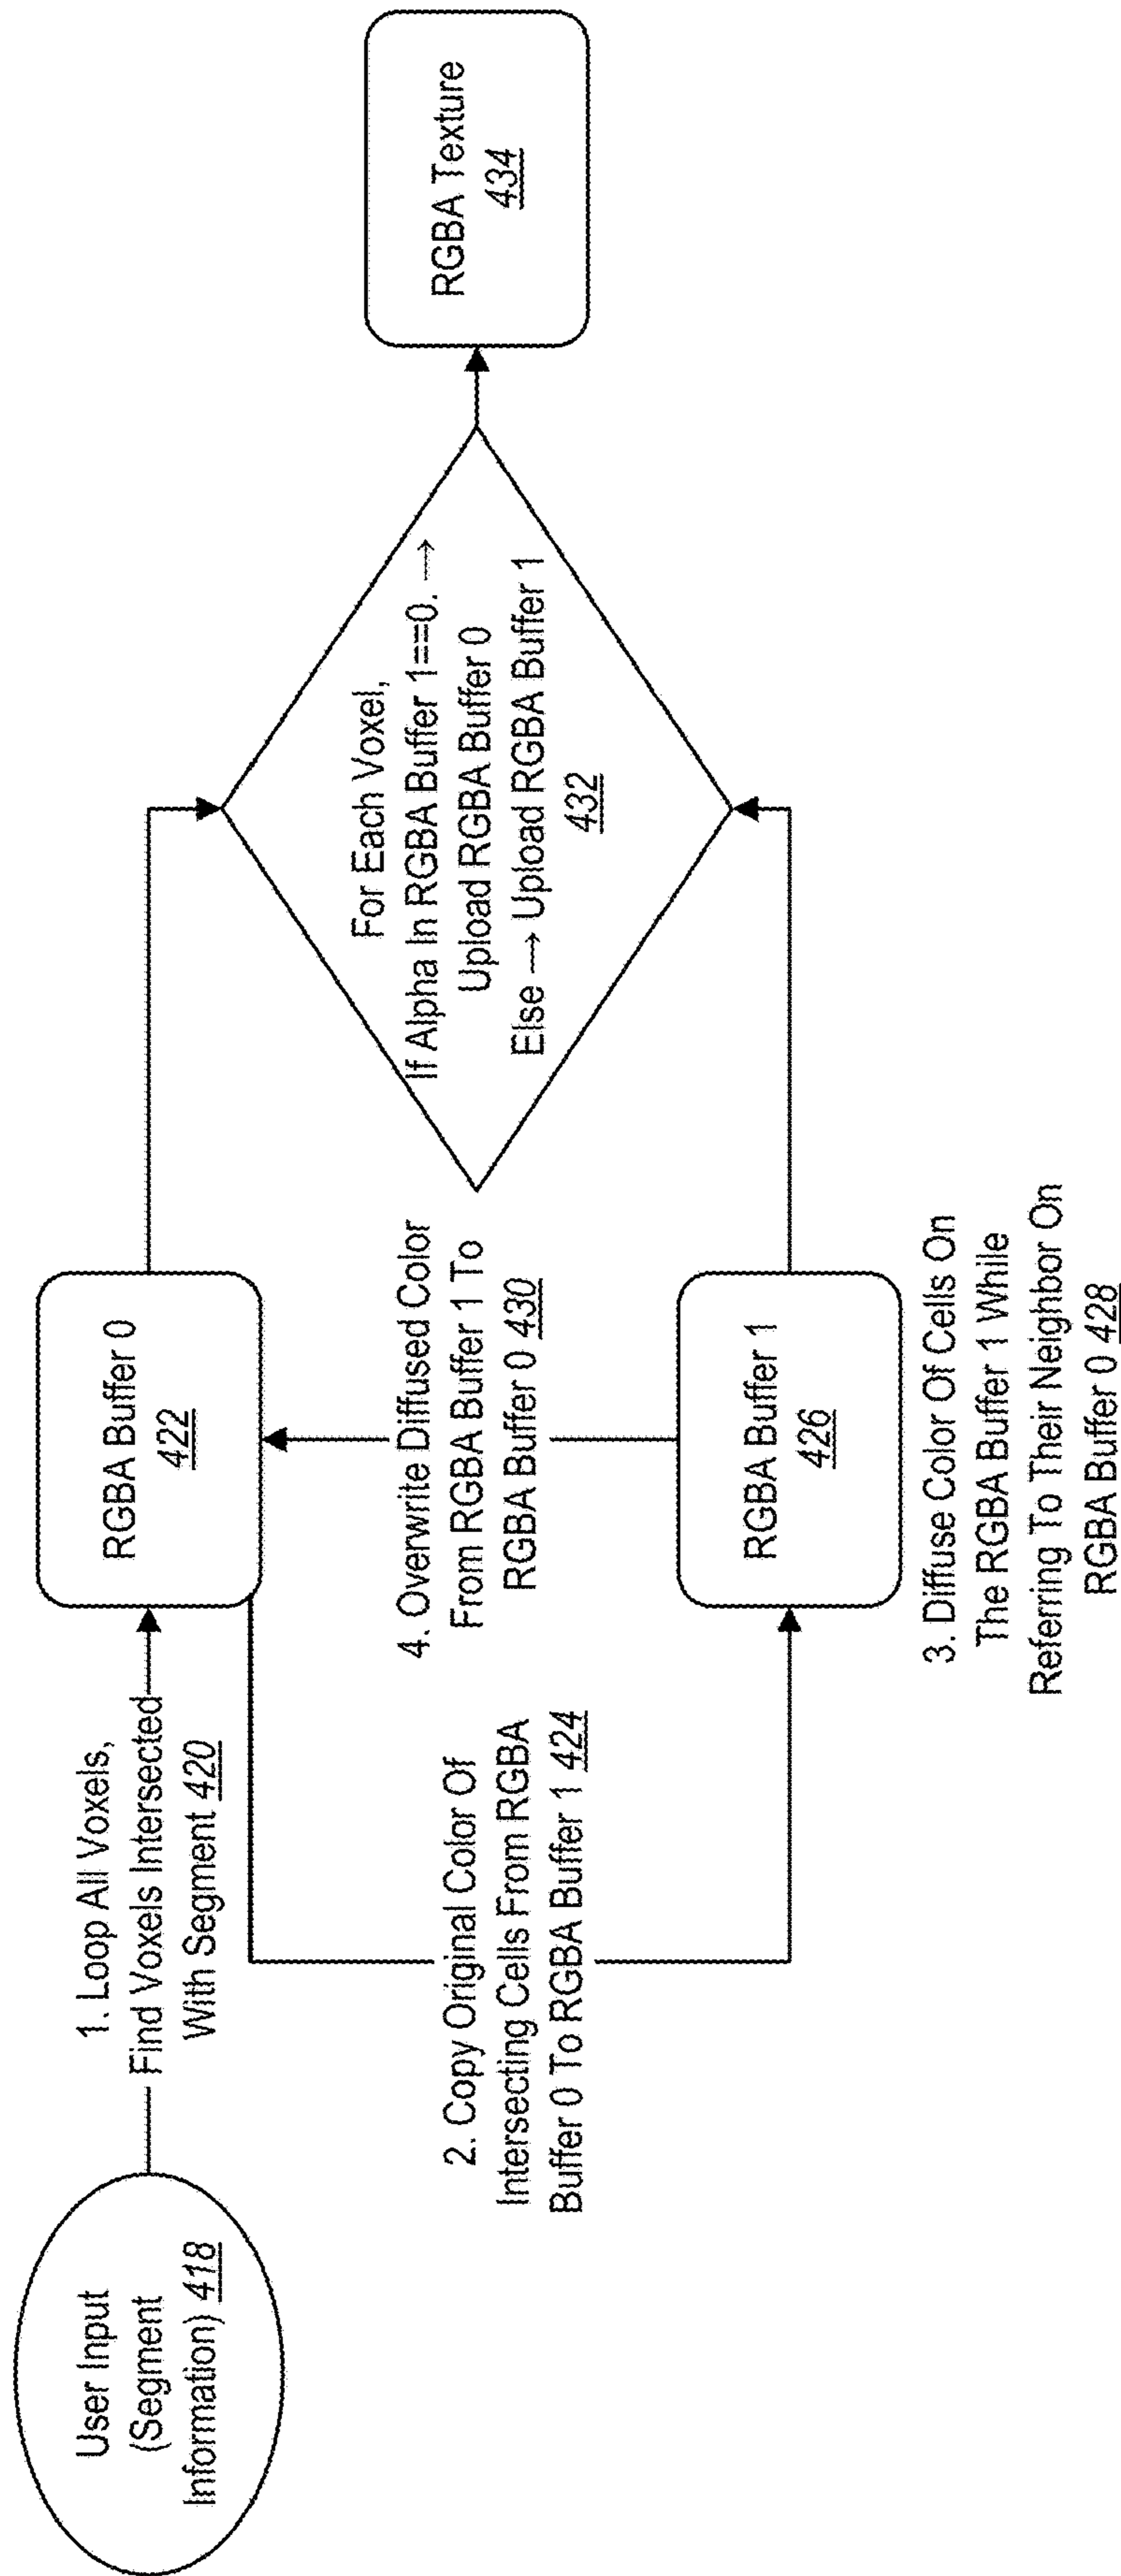 User Input
(Segment
Information) 418
1. Loop All Voxels,
Find Voxels Intersected
With Segment 420
RGBA Buffer 0
422
2. Copy Original Color Of
Intersecting Cells From RGBA
Buffer 0 To RGBA Buffer 1 424
4. Overwrite Diffused Color
From RGBA Buffer 1 To
RGBA Buffer 0 430
RGBA Buffer 1
426
3. Diffuse Color Of Cells On
The RGBA Buffer 1 While
Referring To Their Neighbor On
RGBA Buffer 0 428
For Each Voxel,
If Alpha In RGBA Buffer 1==0. →
Upload RGBA Buffer 0
Else → Upload RGBA Buffer 1
432
RGBA Texture
434